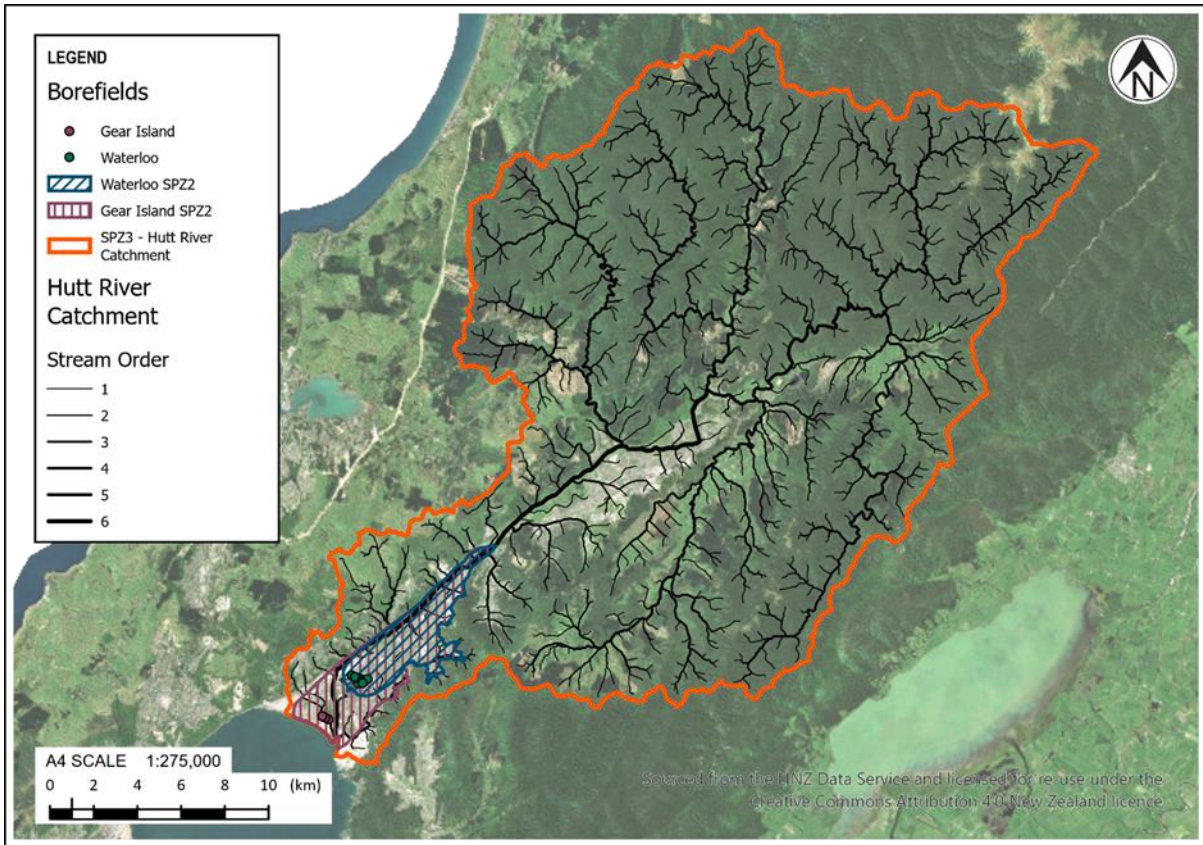 LEGEND
Borefields
Gear Island
Waterloo
Waterloo SPZ2
Gear Island SPZ2
SPZ3 - Hutt River
Catchment
Hutt River
Catchment
Stream Order
1
2
3
4
5
6
N
A4 SCALE 1:275,000
0 2 4 6 8 10 (km)
Sourced from the LINZ Data Service and licensed for re-use under the
Creative Commons Attribution 4.0 New Zealand licence